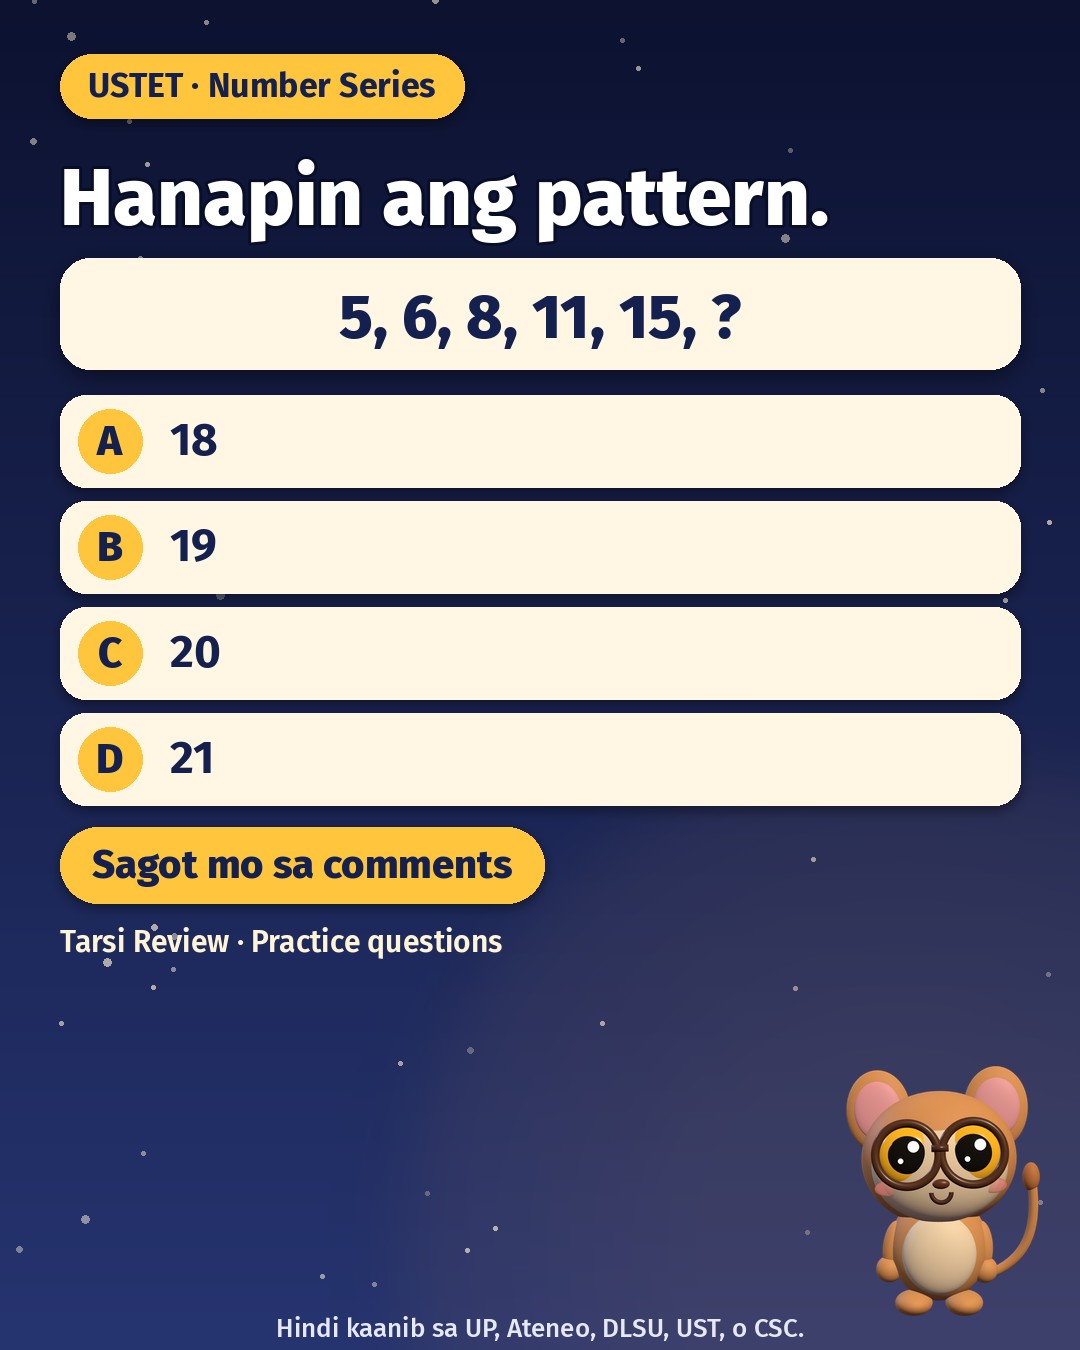 USTET · Number Series
Hanapin ang pattern.
5, 6, 8, 11, 15, ?
A 18
B 19
C 20
D 21
Sagot mo sa comments
Tarsi Review · Practice questions
Hindi kaanib sa UP, Ateneo, DLSU, UST, o CSC.